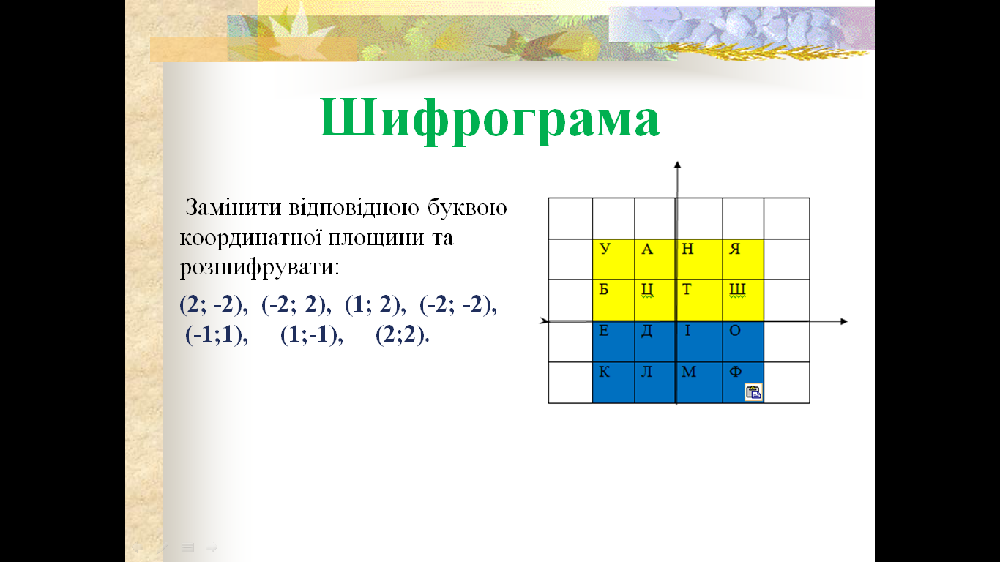 Шифрограма
Замінити відповідною буквою
координатної площини та
розшифрувати:
(2; -2), (-2; 2), (1; 2), (-2; -2),
(-1;1), (1;-1), (2;2).
У А Н Я
Б Ц Т Ш
Е Д І О
К Л М Ф